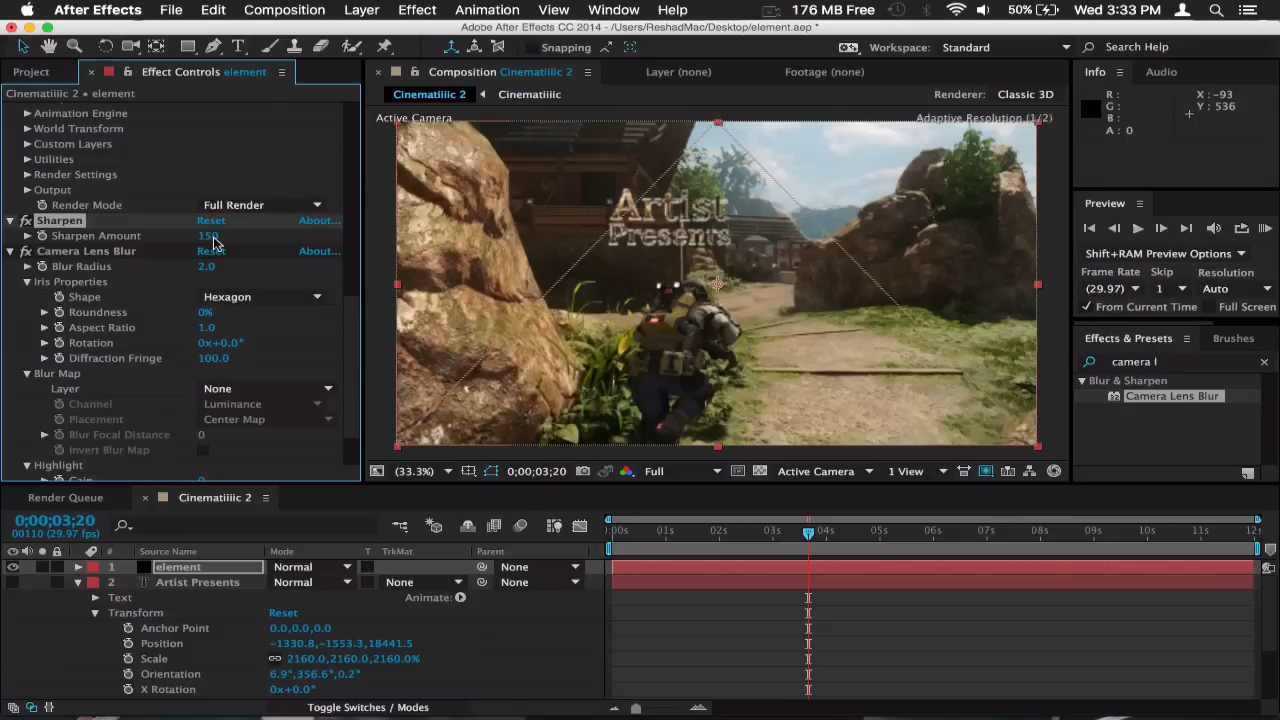 After Effects File Edit Composition Layer Effect Animation View Window Help 176 MB Free 50% Wed 3:33 PM
Adobe After Effects CC 2014 - /Users/ReshadMac/Desktop/element.aep *
Snapping Workspace: Standard Search Help
Project × Effect Controls element × Composition Cinematiiiic 2 Layer (none) Footage (none) Info Audio
Cinematiiiic 2 • element Cinematiiiic 2 Cinematiiiic Renderer: Classic 3D
R: X: -93
G: Y: 536
B:
A: 0
Animation Engine
World Transform
Custom Layers
Utilities
Render Settings
Output
Render Mode Full Render
fx Sharpen Reset About...
Sharpen Amount 150
fx Camera Lens Blur Reset About...
Blur Radius 2.0
Iris Properties
Shape Hexagon
Roundness 0%
Aspect Ratio 1.0
Rotation 0x+0.0°
Diffraction Fringe 100.0
Blur Map
Layer None
Channel Luminance
Placement Center Map
Blur Focal Distance 0
Invert Blur Map
Highlight
Active Camera Adaptive Resolution (1/2)
Artist
Presents
(33.3%) 0;00;03;20 Full Active Camera 1 View
Preview
Shift+RAM Preview Options
Frame Rate Skip Resolution
(29.97) 1 Auto
From Current Time Full Screen
Effects & Presets Brushes
camera l ×
Blur & Sharpen
Camera Lens Blur
Render Queue × Cinematiiiic 2
0;00;03;20
00110 (29.97 fps)
:00s 01s 02s 03s 04s 05s 06s 07s 08s 09s 10s 11s 12s
# Source Name Mode T TrkMat Parent
1 element Normal None
2 T Artist Presents Normal None None
Text Animate:
Transform Reset
Anchor Point 0.0,0.0,0.0
Position -1330.8,-1553.3,18441.5
Scale 2160.0,2160.0,2160.0%
Orientation 6.9°,356.6°,0.2°
X Rotation 0x+0.0°
Toggle Switches / Modes